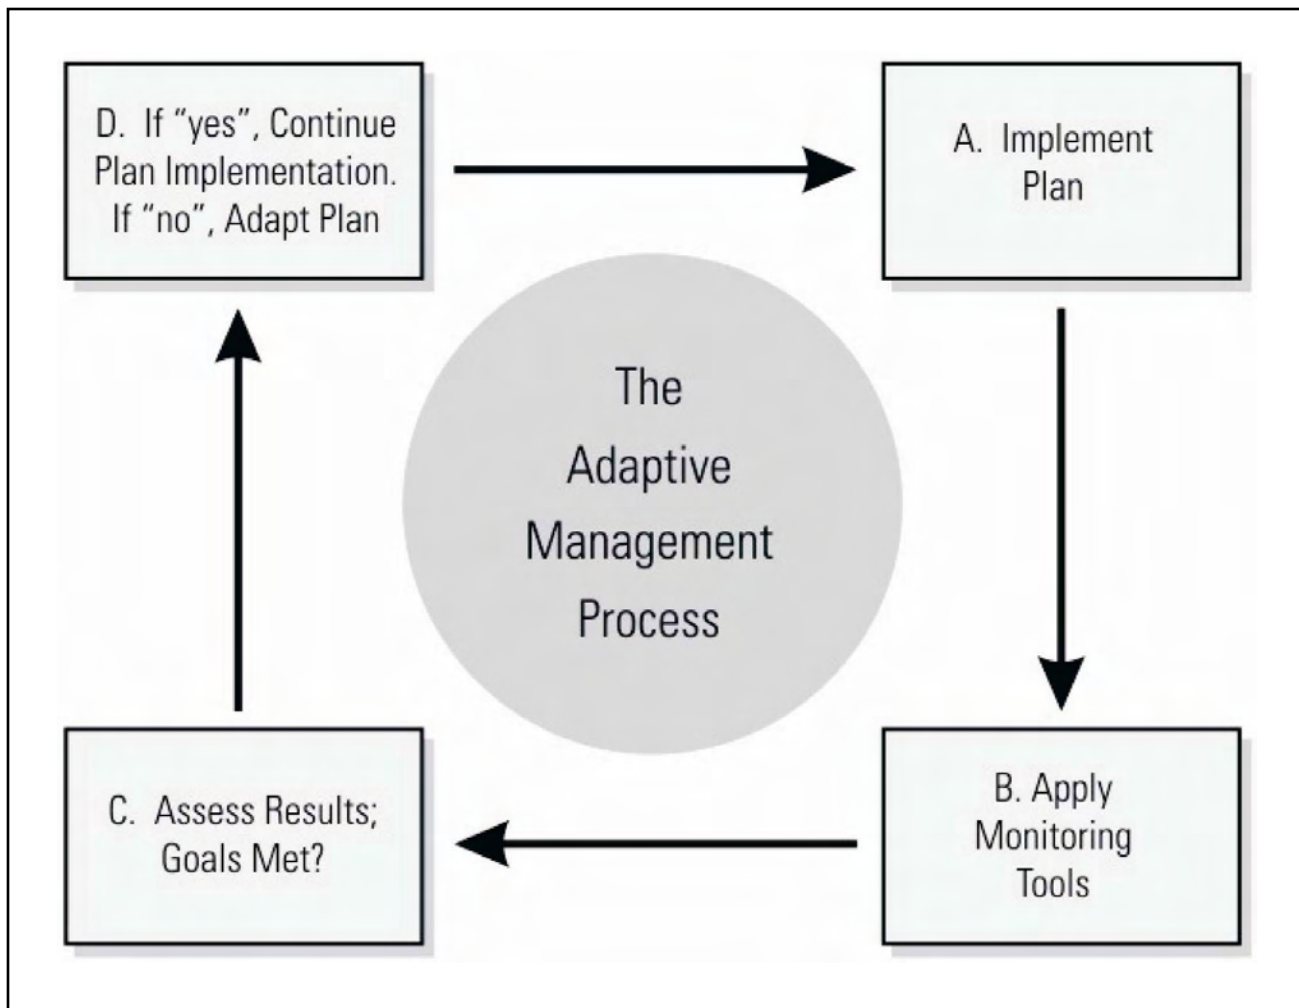 D. If “yes”, Continue
Plan Implementation.
If “no”, Adapt Plan
A. Implement
Plan
The
Adaptive
Management
Process
C. Assess Results;
Goals Met?
B. Apply
Monitoring
Tools